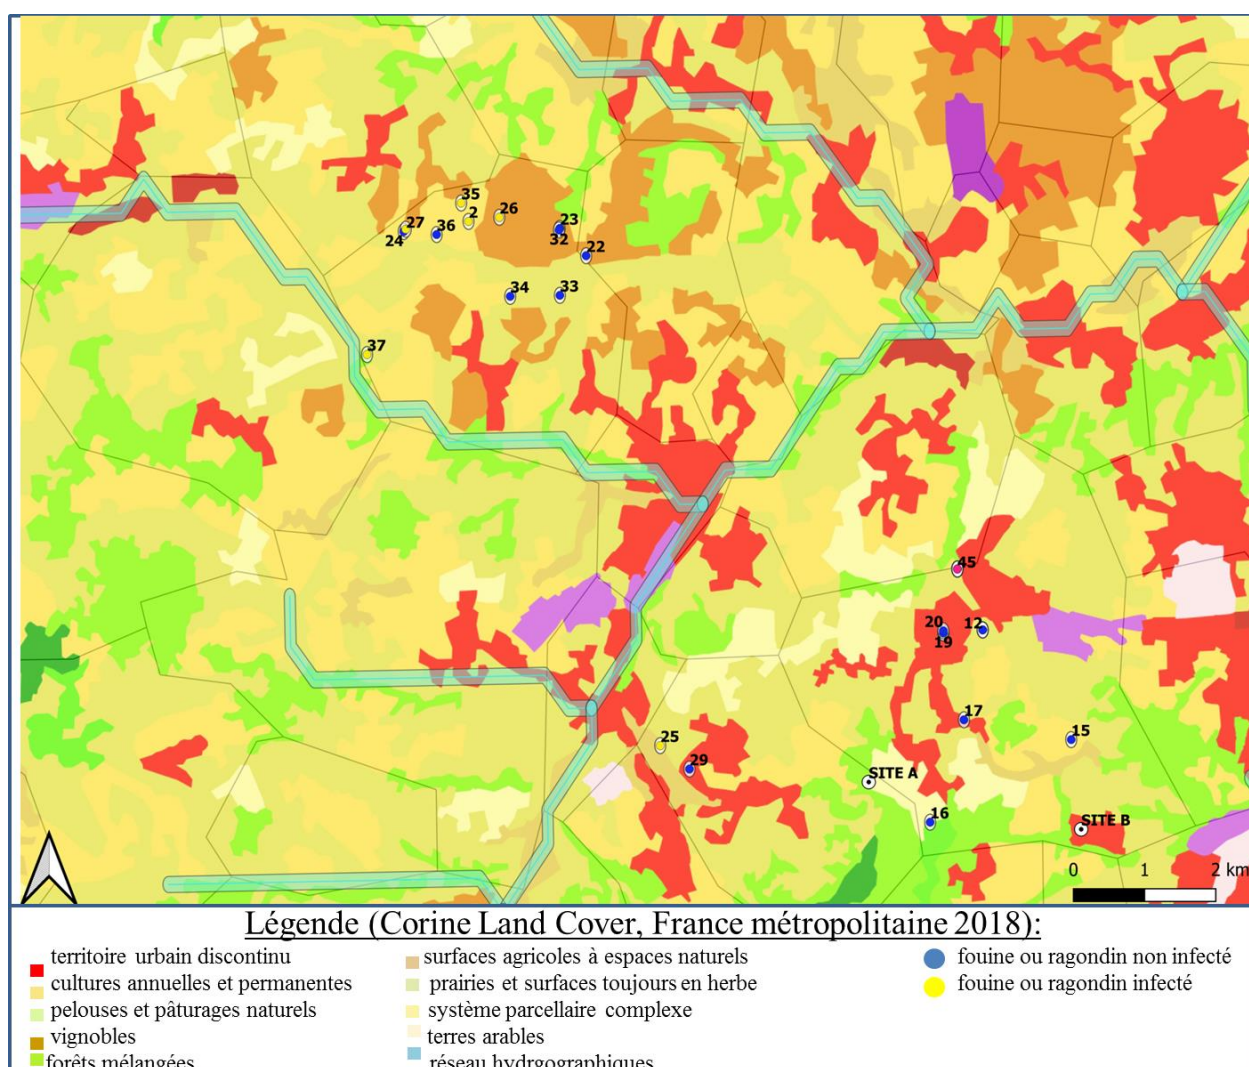 35
2
26
27
24
36
23
32
22
34
33
37
45
20
19
12
17
15
25
29
SITE A
16
SITE B
0 1 2 km
Légende (Corine Land Cover, France métropolitaine 2018):
territoire urbain discontinu
cultures annuelles et permanentes
pelouses et pâturages naturels
vignobles
forêts mélangées
surfaces agricoles à espaces naturels
prairies et surfaces toujours en herbe
système parcellaire complexe
terres arables
réseau hydrgographiques
fouine ou ragondin non infecté
fouine ou ragondin infecté